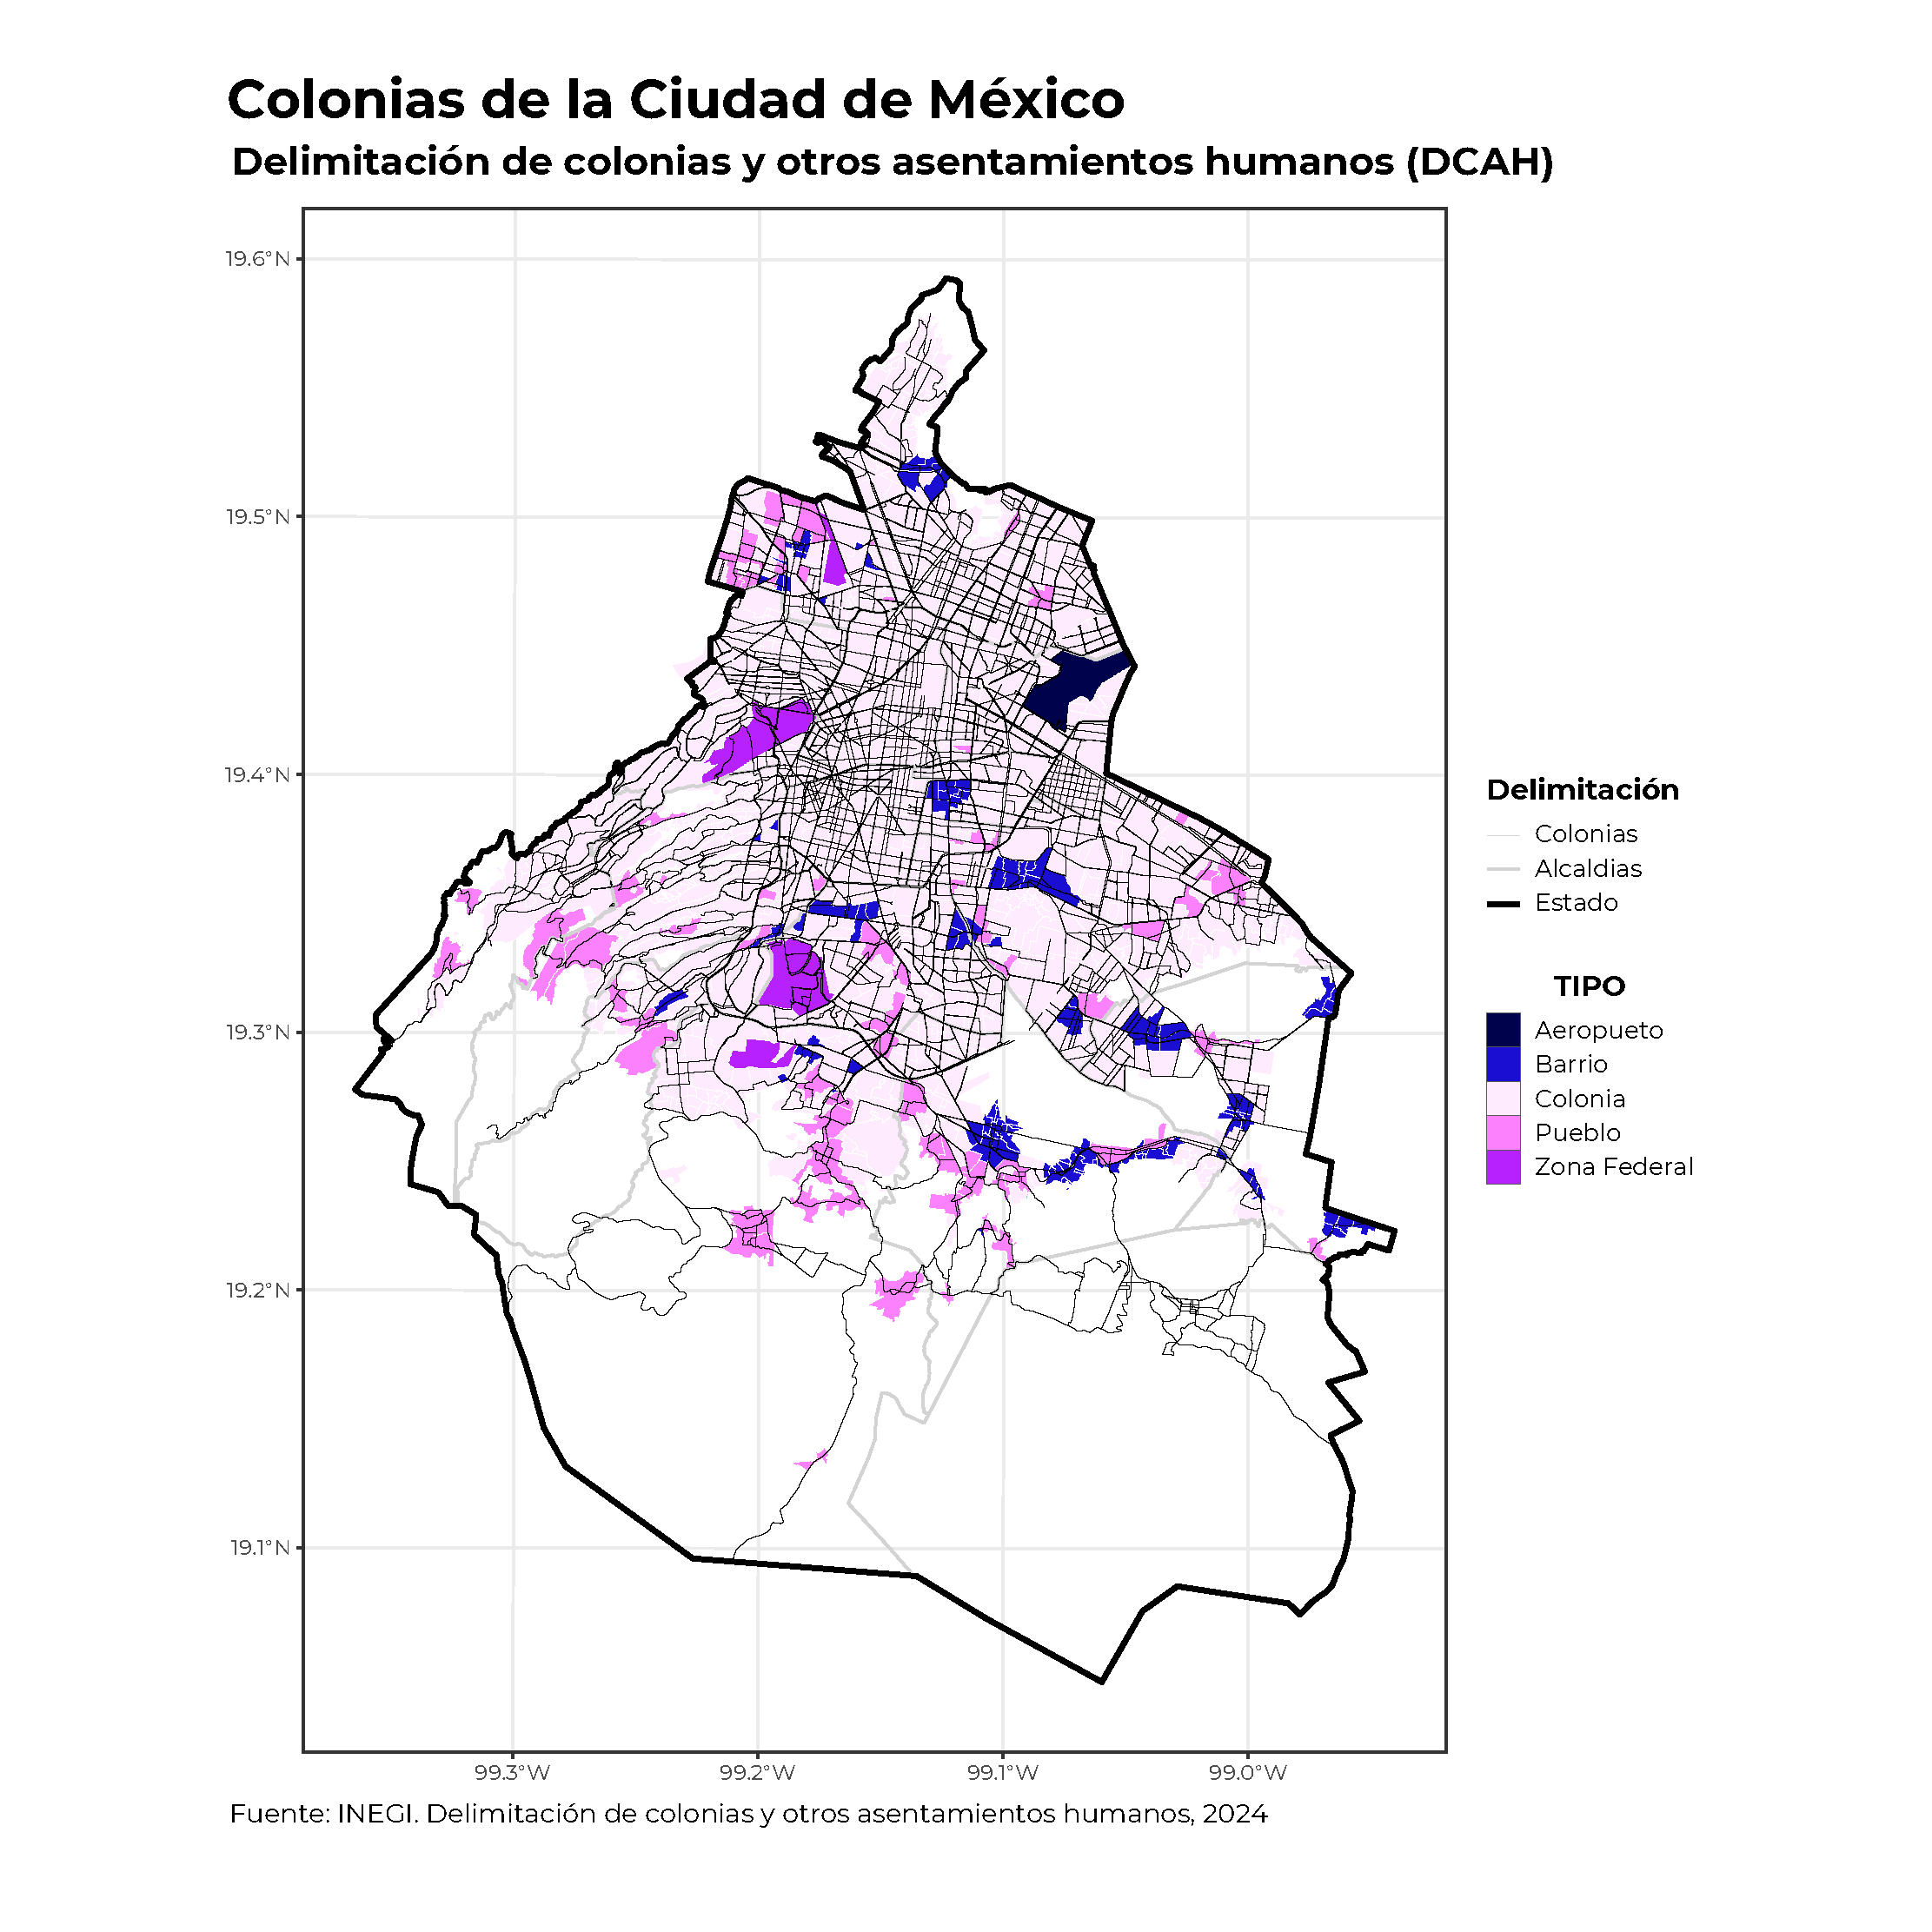 Colonias de la Ciudad de México
Delimitación de colonias y otros asentamientos humanos (DCAH)
19.6°N
19.5°N
19.4°N
19.3°N
19.2°N
19.1°N
99.3°W
99.2°W
99.1°W
99.0°W
Delimitación
Colonias
Alcaldias
Estado
TIPO
Aeropueto
Barrio
Colonia
Pueblo
Zona Federal
Fuente: INEGI. Delimitación de colonias y otros asentamientos humanos, 2024